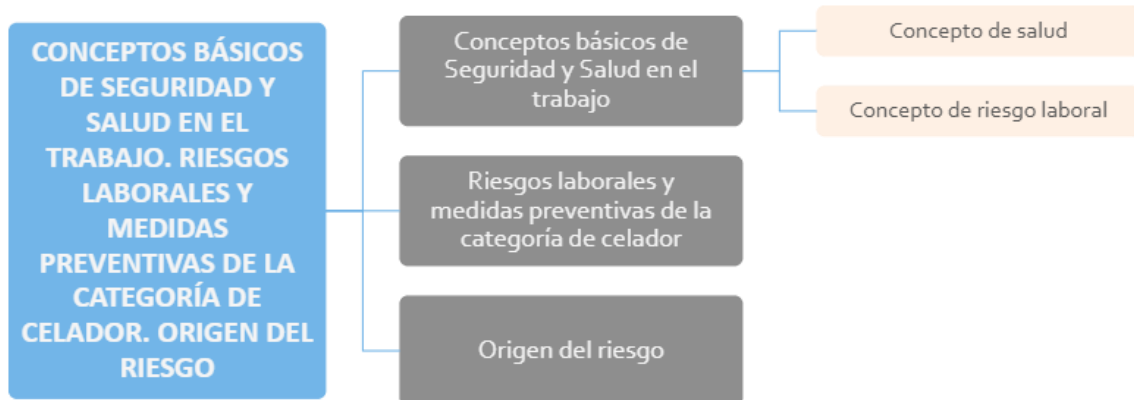 CONCEPTOS BÁSICOS
DE SEGURIDAD Y
SALUD EN EL
TRABAJO. RIESGOS
LABORALES Y
MEDIDAS
PREVENTIVAS DE LA
CATEGORÍA DE
CELADOR. ORIGEN DEL
RIESGO
Conceptos básicos de
Seguridad y Salud en el
trabajo
Concepto de salud
Concepto de riesgo laboral
Riesgos laborales y
medidas preventivas de la
categoría de celador
Origen del riesgo